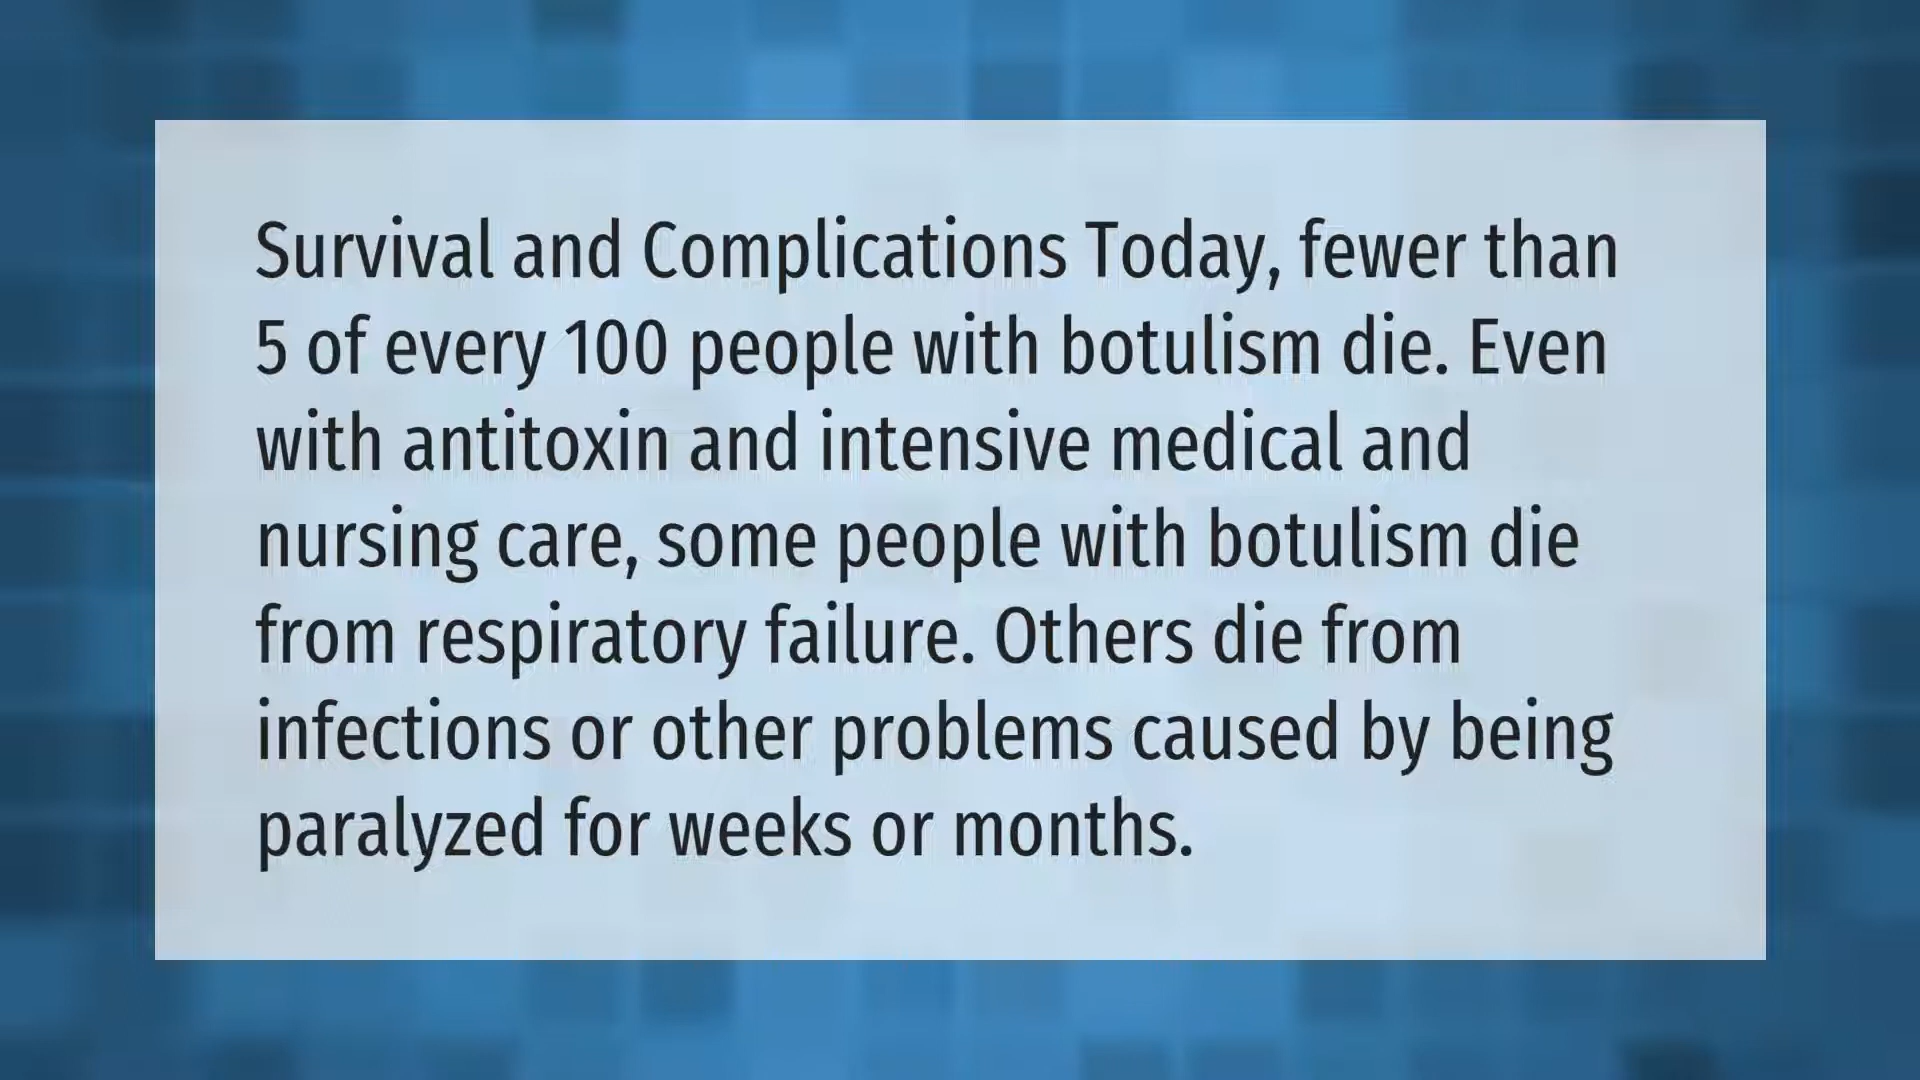 Survival and Complications Today, fewer than
5 of every 100 people with botulism die. Even
with antitoxin and intensive medical and
nursing care, some people with botulism die
from respiratory failure. Others die from
infections or other problems caused by being
paralyzed for weeks or months.